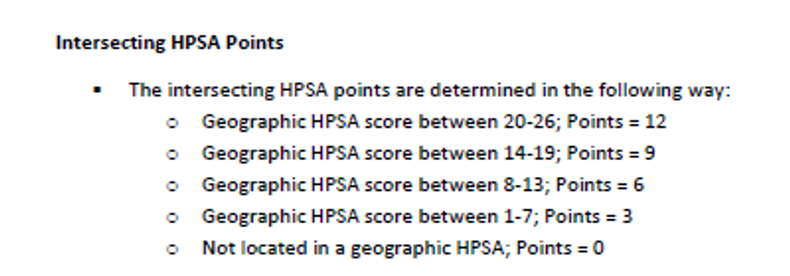 Intersecting HPSA Points
▪ The intersecting HPSA points are determined in the following way:
o Geographic HPSA score between 20-26; Points = 12
o Geographic HPSA score between 14-19; Points = 9
o Geographic HPSA score between 8-13; Points = 6
o Geographic HPSA score between 1-7; Points = 3
o Not located in a geographic HPSA; Points = 0